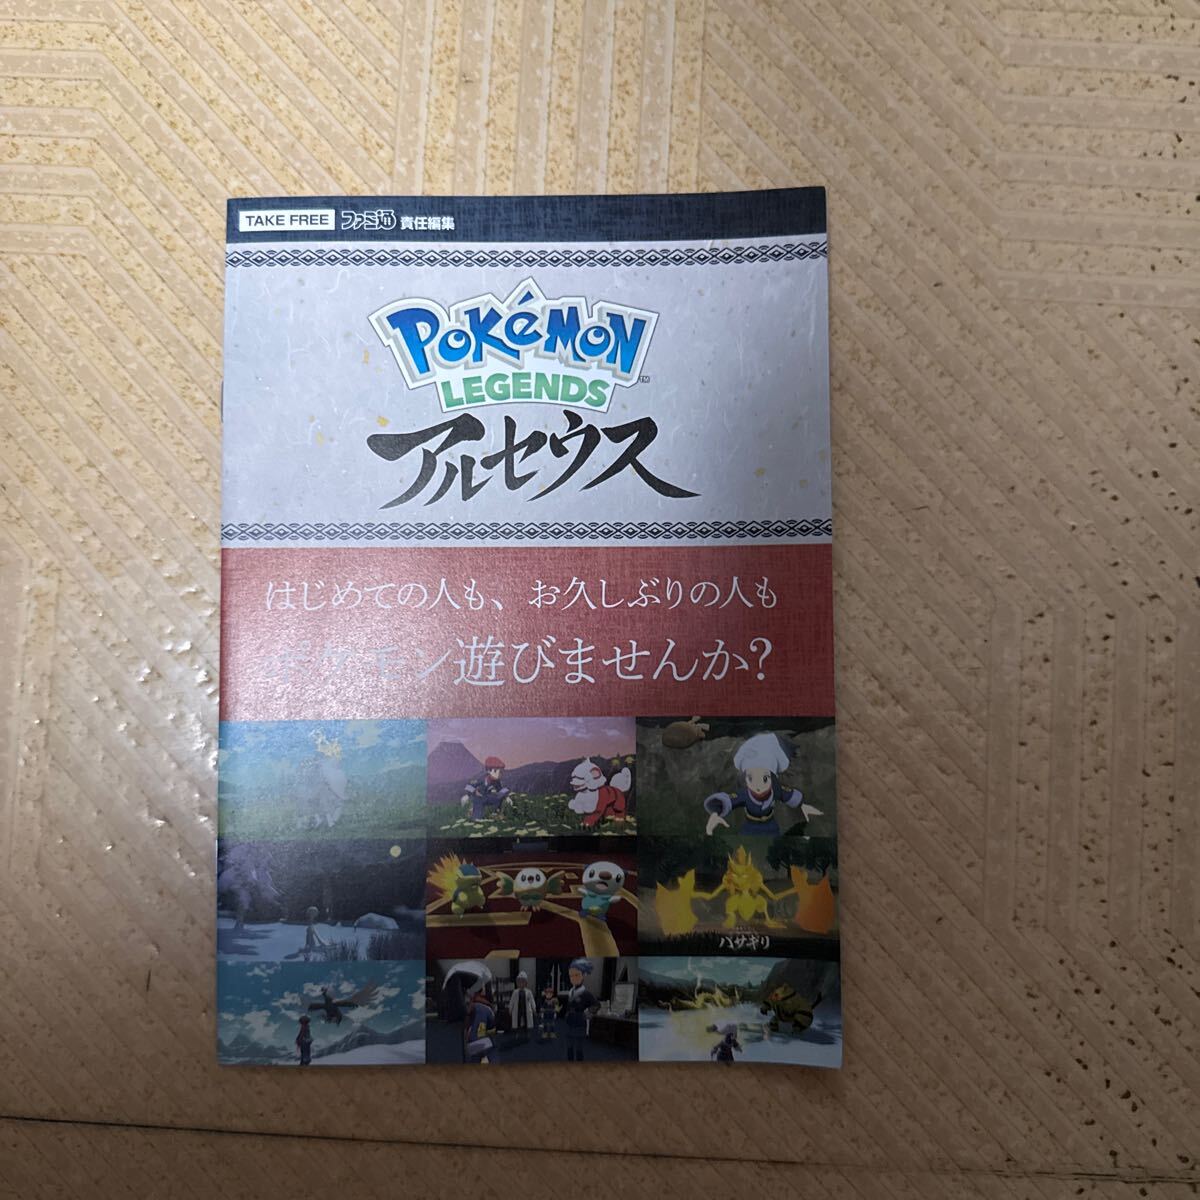 TAKE FREE ファミ通 責任編集
POKéMON
LEGENDS™
アルセウス
はじめての人も、お久しぶりの人も
ポケモン遊びませんか?
バサギリ